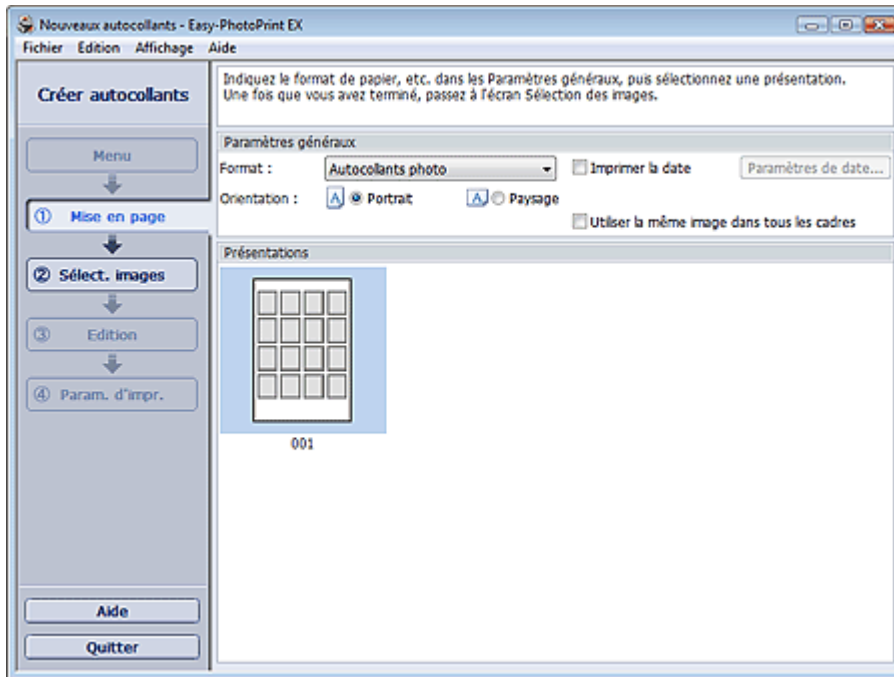 Nouveaux autocollants - Easy-PhotoPrint EX
Fichier Edition Affichage Aide
Créer autocollants
Indiquez le format de papier, etc. dans les Paramètres généraux, puis sélectionnez une présentation.
Une fois que vous avez terminé, passez à l'écran Sélection des images.
Menu
① Mise en page
② Sélect. images
③ Edition
④ Param. d'impr.
Aide
Quitter
Paramètres généraux
Format : Autocollants photo Imprimer la date Paramètres de date...
Orientation : A Portrait A Paysage
Utiliser la même image dans tous les cadres
Présentations
001